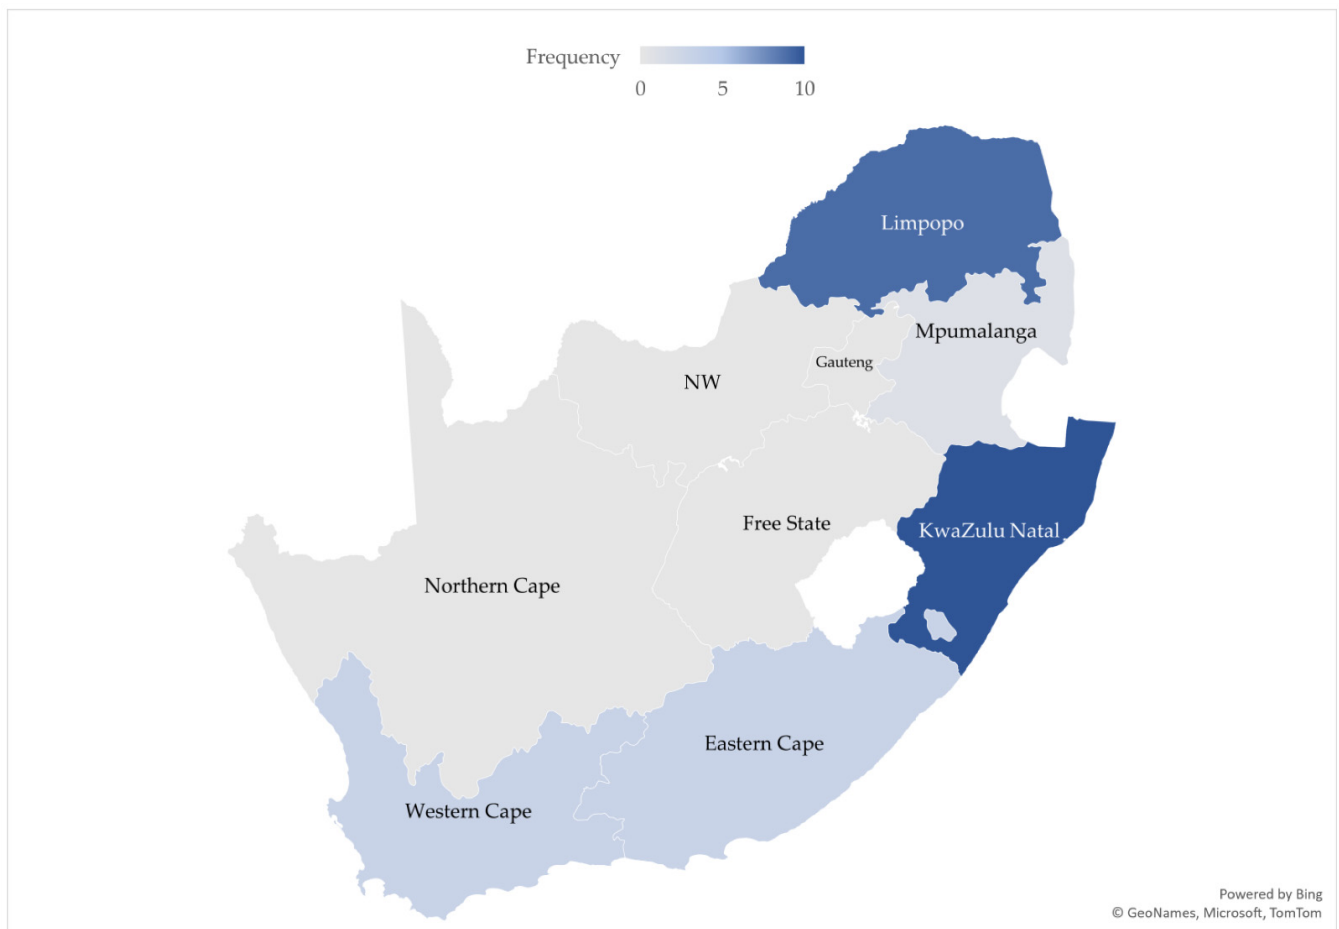 Frequency
0 5 10
Limpopo
Mpumalanga
Gauteng
NW
Free State
KwaZulu Natal
Northern Cape
Eastern Cape
Western Cape
Powered by Bing
© GeoNames, Microsoft, TomTom